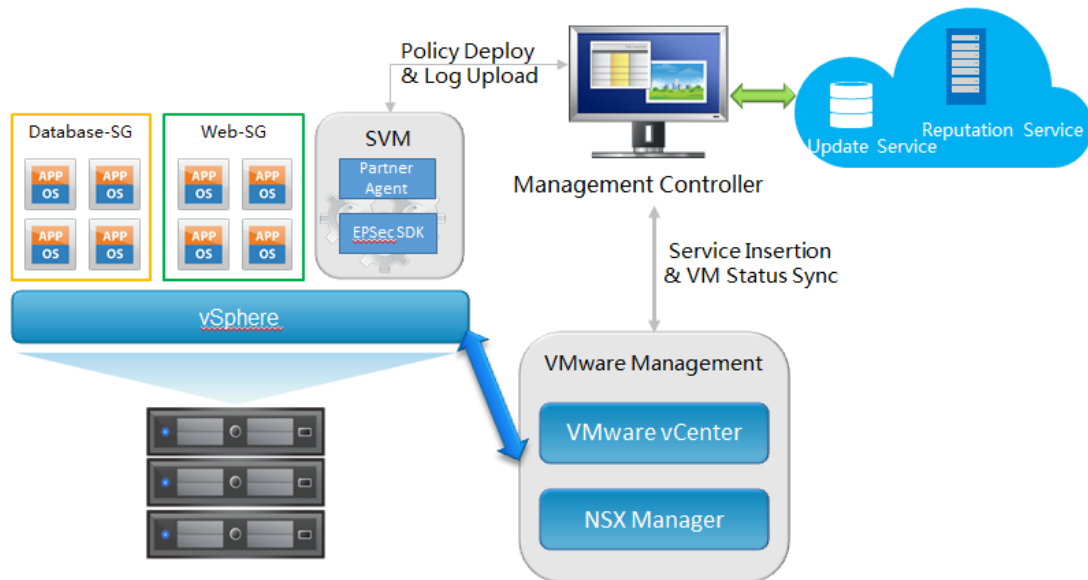 Policy Deploy
& Log Upload
Database-SG
Web-SG
SVM
APP
OS
APP
OS
APP
OS
APP
OS
APP
OS
APP
OS
APP
OS
APP
OS
Partner
Agent
EPSec SDK
Reputation Service
Update Service
Management Controller
Service Insertion
& VM Status Sync
vSphere
VMware Management
VMware vCenter
NSX Manager